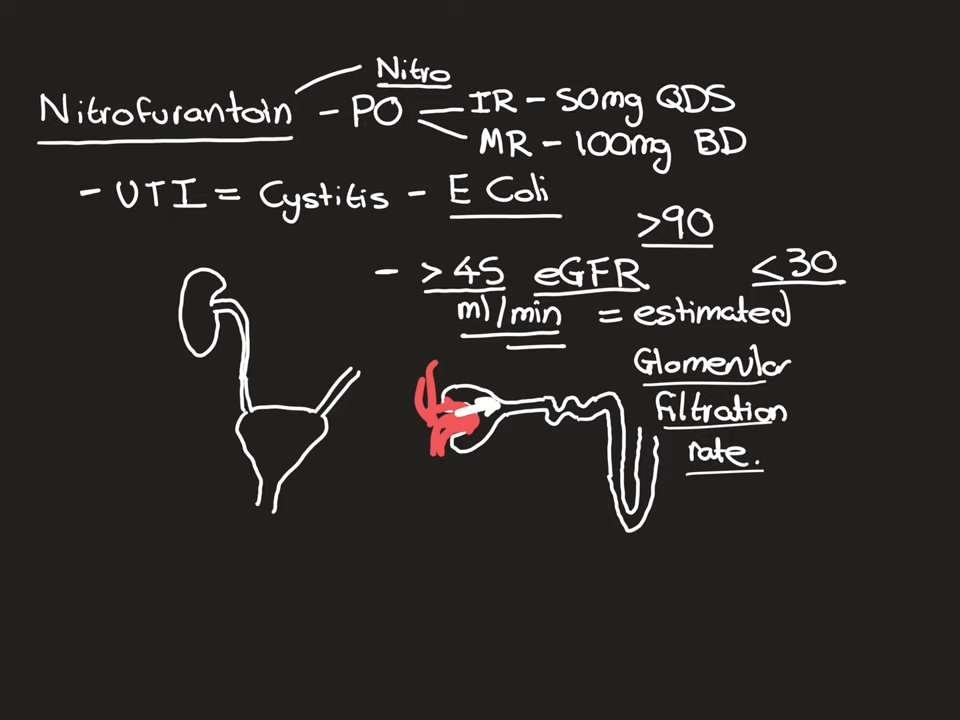 Nitro
Nitrofurantoin - PO - IR - 50mg QDS
MR - 100mg BD
- UTI = Cystitis - E Coli
>90
- >45 eGFR <30
ml/min = estimated
Glomerular
filtration
rate.